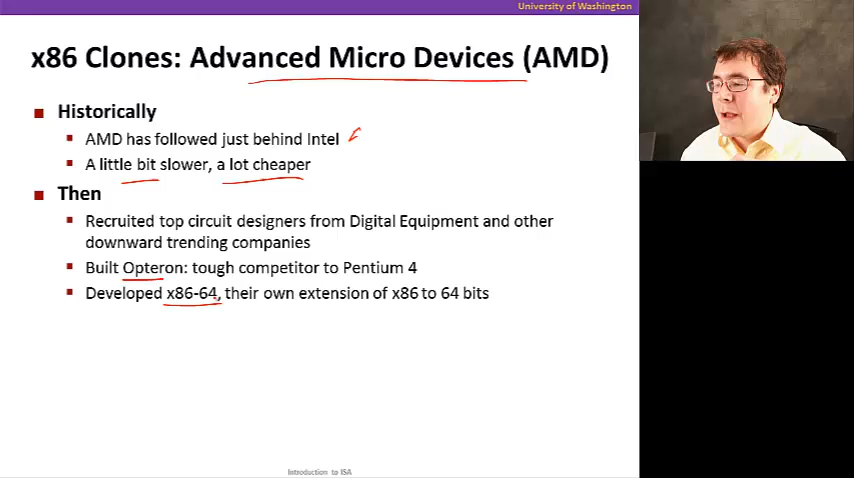 University of Washington
x86 Clones: Advanced Micro Devices (AMD)
Historically
AMD has followed just behind Intel
A little bit slower, a lot cheaper
Then
Recruited top circuit designers from Digital Equipment and other
downward trending companies
Built Opteron: tough competitor to Pentium 4
Developed x86-64, their own extension of x86 to 64 bits
Introduction to ISA